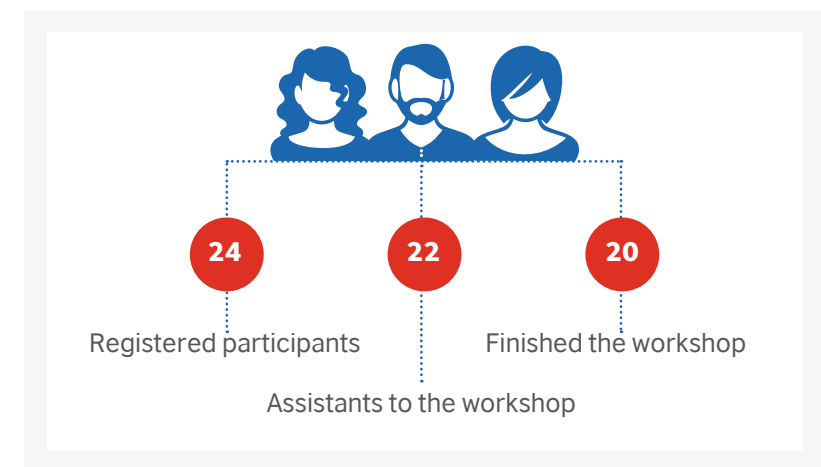 24
22
20
Registered participants
Finished the workshop
Assistants to the workshop